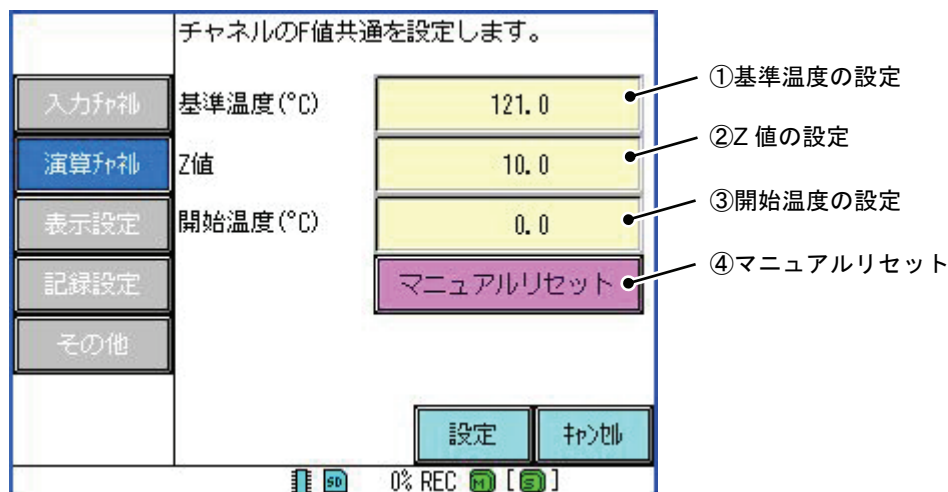 チャネルのF値共通を設定します。
入力ﾁｬﾈﾙ
基準温度(°C)
121.0
①基準温度の設定
演算ﾁｬﾈﾙ
Z値
10.0
②Z 値の設定
表示設定
開始温度(°C)
0.0
③開始温度の設定
記録設定
マニュアルリセット
④マニュアルリセット
その他
設定
ｷｬﾝｾﾙ
SD
0% REC M [S]